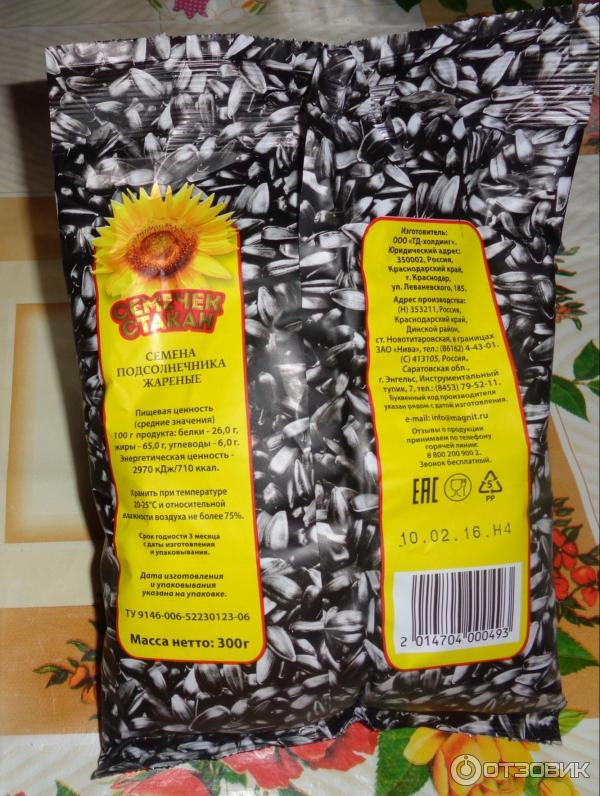 СЕМЕЧЕК
СТАКАН
СЕМЕНА
ПОДСОЛНЕЧНИКА
ЖАРЕНЫЕ
Пищевая ценность
(средние значения)
100 г продукта: белки - 26,0 г,
жиры - 65,0 г, углеводы - 6,0 г.
Энергетическая ценность -
2970 кДж/710 ккал.
Хранить при температуре
20-25°С и относительной
влажности воздуха не более 75%.
Срок годности 3 месяца
с даты изготовления
и упаковывания.
Дата изготовления
и упаковывания
указана на упаковке.
ТУ 9146-006-52230123-06
Масса нетто: 300г
Изготовитель:
ООО «ТД-холдинг».
Юридический адрес:
350002, Россия,
Краснодарский край,
г. Краснодар,
ул. Леваневского, 185.
Адрес производства:
(Н) 353211, Россия,
Краснодарский край,
Динской район,
ст. Новотитаровская, в границах
ЗАО «Нива», тел.: (86162) 4-43-01.
(С) 413105, Россия,
Саратовская обл.,
г. Энгельс, Инструментальный
тупик, 7, тел.: (8453) 79-52-11.
Буквенный код производителя
указан рядом с датой изготовления.
e-mail: info@magnit.ru
Отзывы о продукции
принимаем по телефону
горячей линии:
8 800 200 900 2.
Звонок бесплатный.
ЕАС
5
PP
10.02.16.Н4
2 014704 000493
ОТЗОВИК